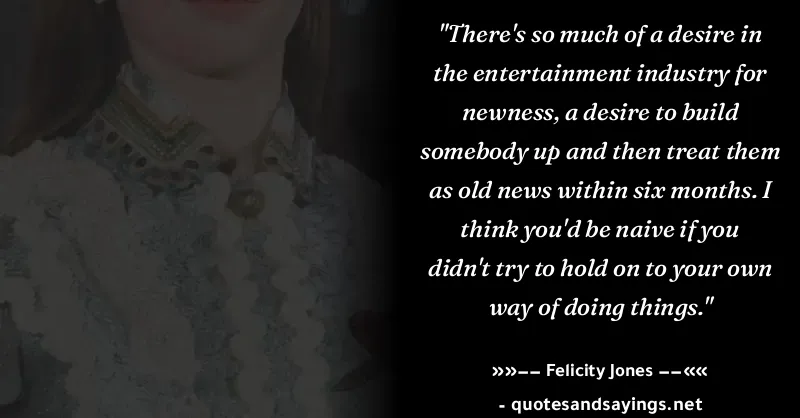 "There's so much of a desire in
the entertainment industry for
newness, a desire to build
somebody up and then treat them
as old news within six months. I
think you'd be naive if you
didn't try to hold on to your own
way of doing things."
»»−− Felicity Jones −−««
- quotesandsayings.net